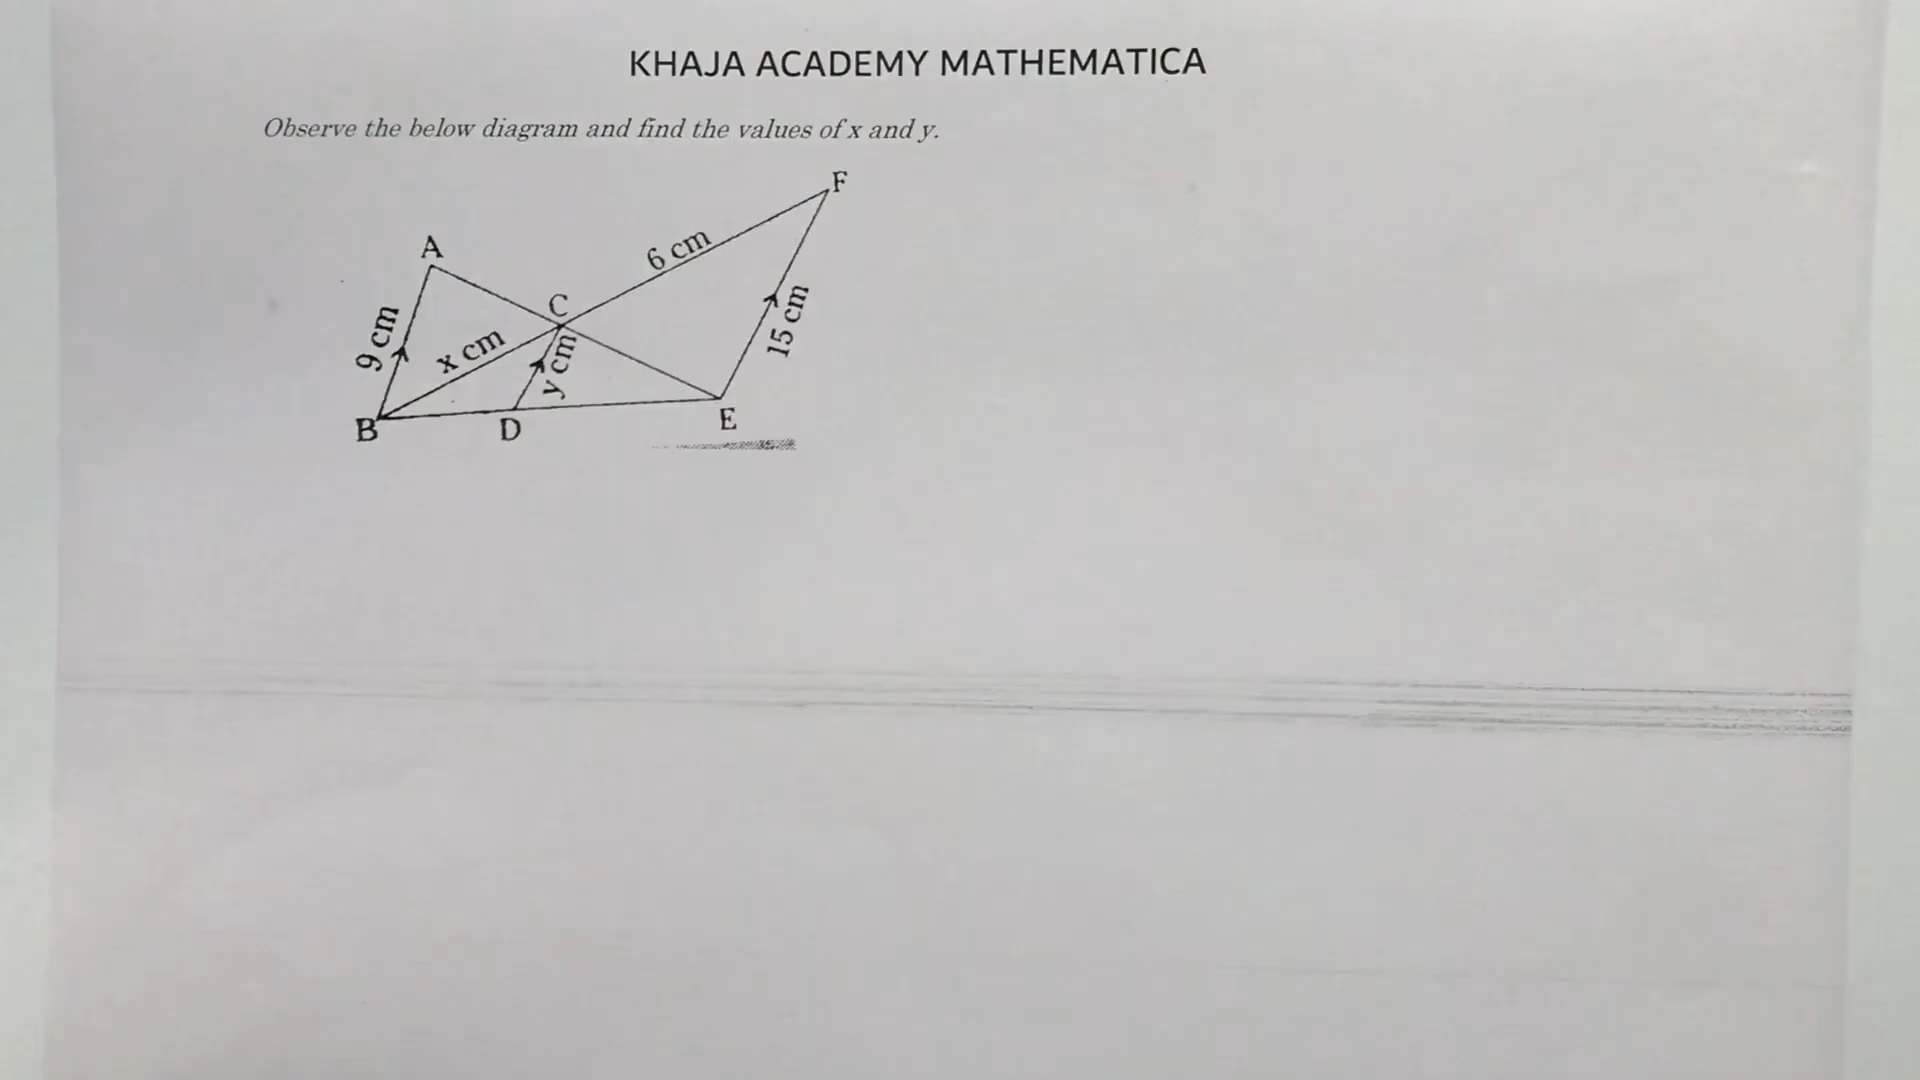 KHAJA ACADEMY MATHEMATICA
Observe the below diagram and find the values of x and y.
F
A
6 cm
C
9 cm
x cm
y cm
15 cm
B
D
E